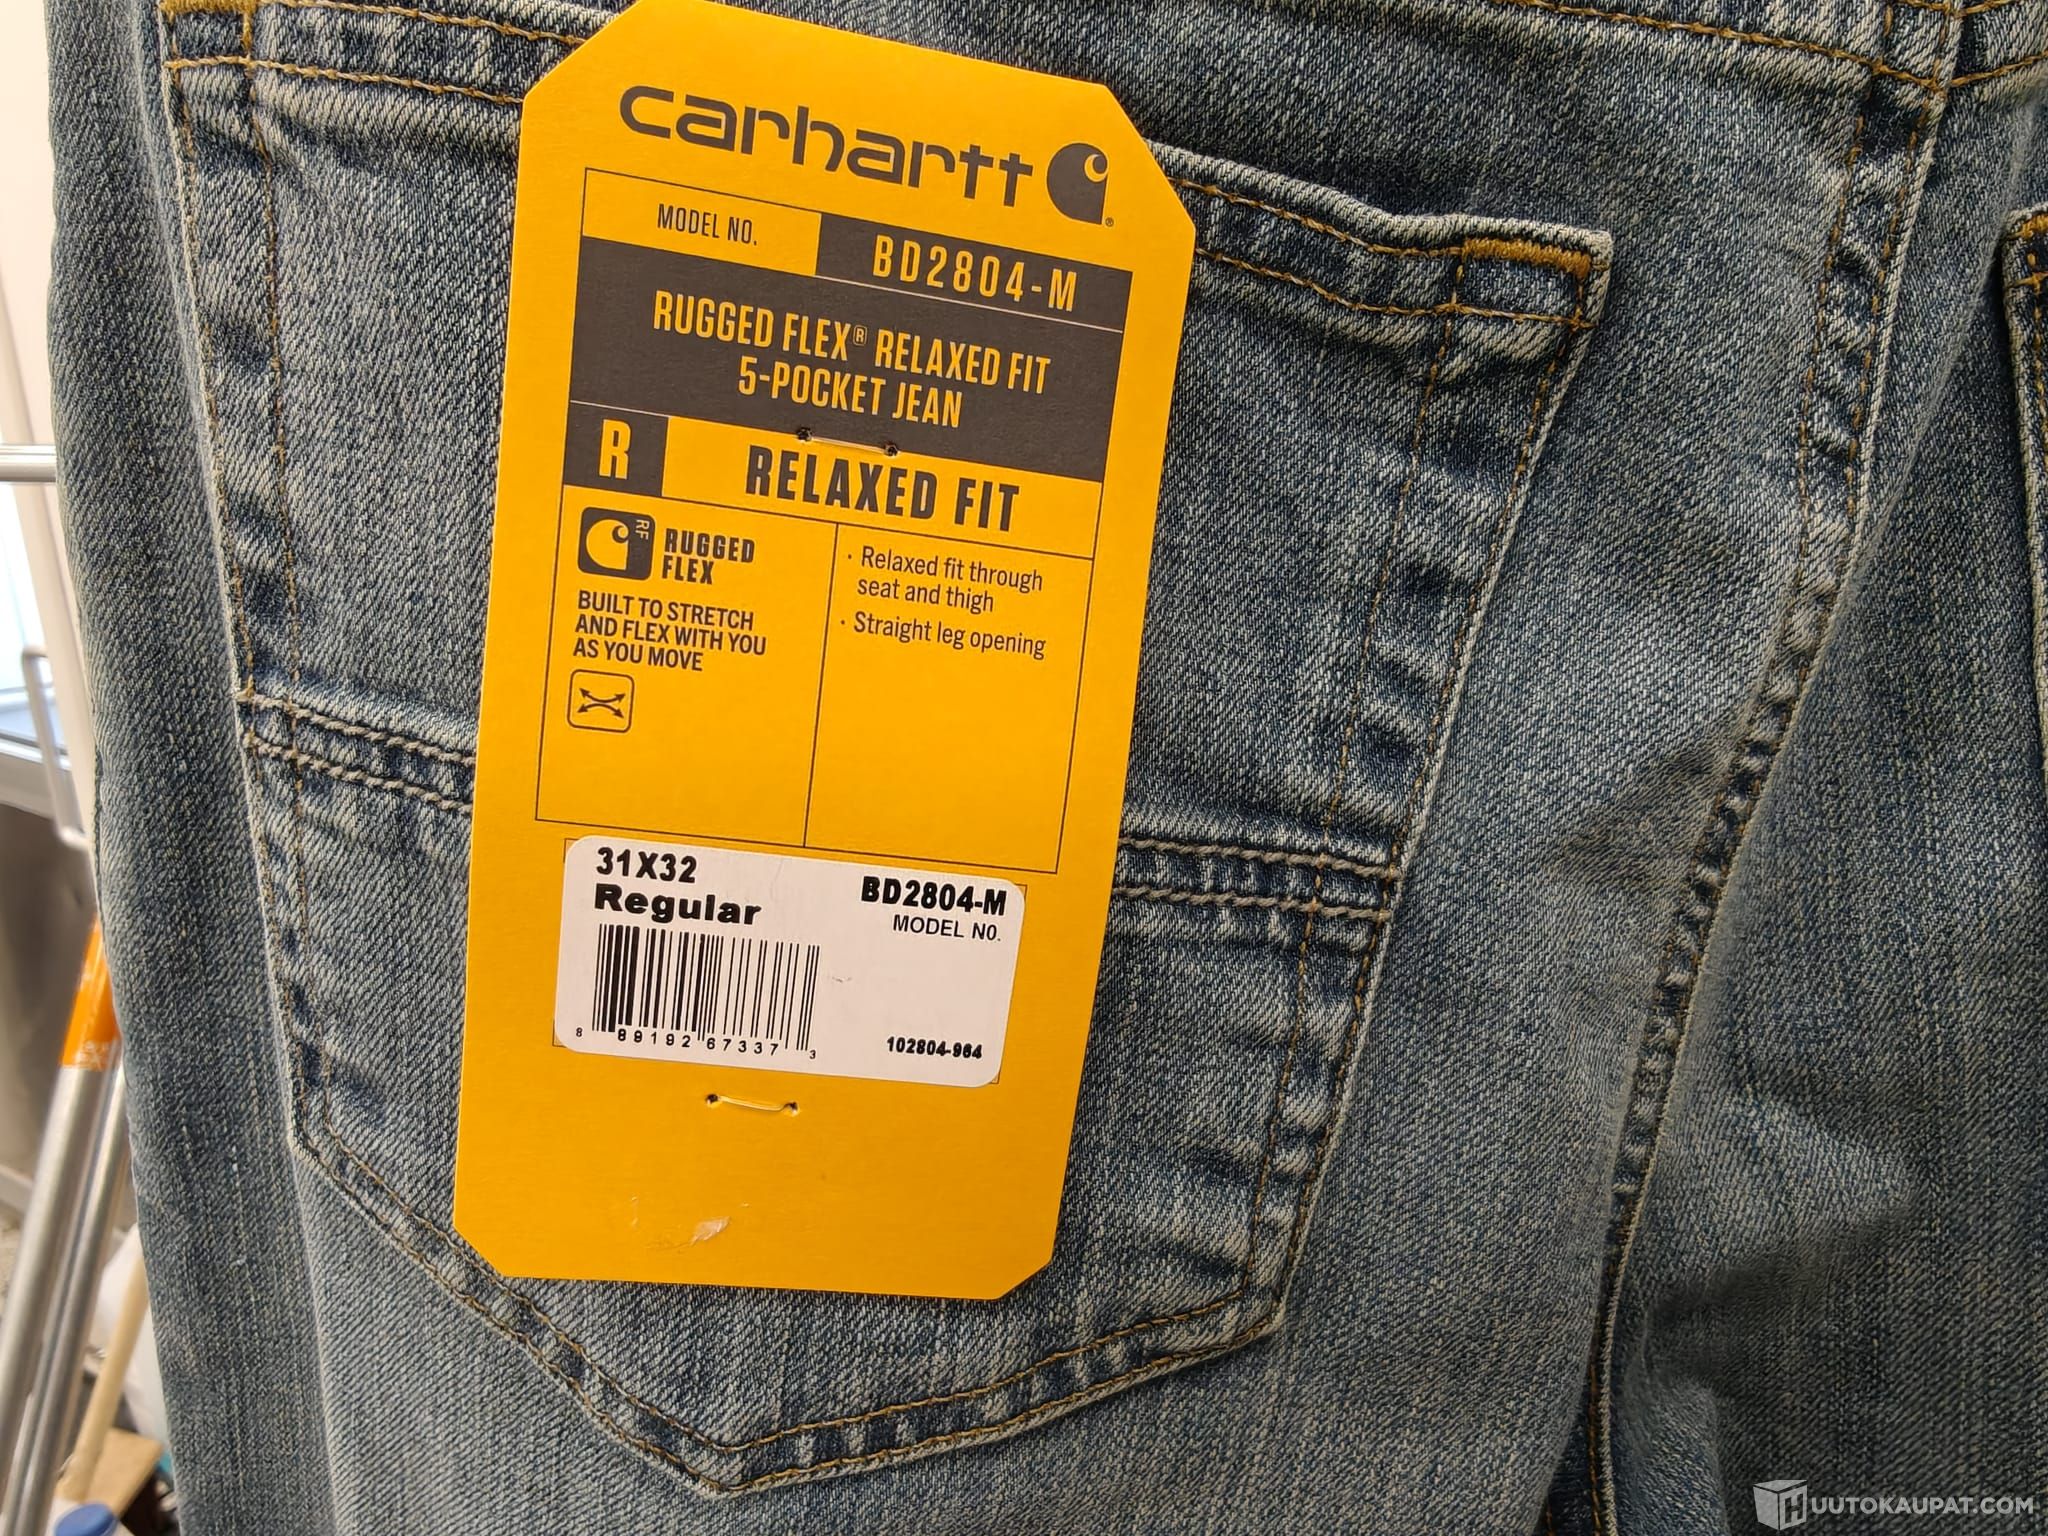 carhartt
MODEL NO.
BD2804-M
RUGGED FLEX® RELAXED FIT
5-POCKET JEAN
R
RELAXED FIT
RF
RUGGED
FLEX
BUILT TO STRETCH
AND FLEX WITH YOU
AS YOU MOVE
· Relaxed fit through
seat and thigh
· Straight leg opening
31X32
Regular
BD2804-M
MODEL NO.
8 89192 67337 3
102804-964
HUUTOKAUPAT.COM